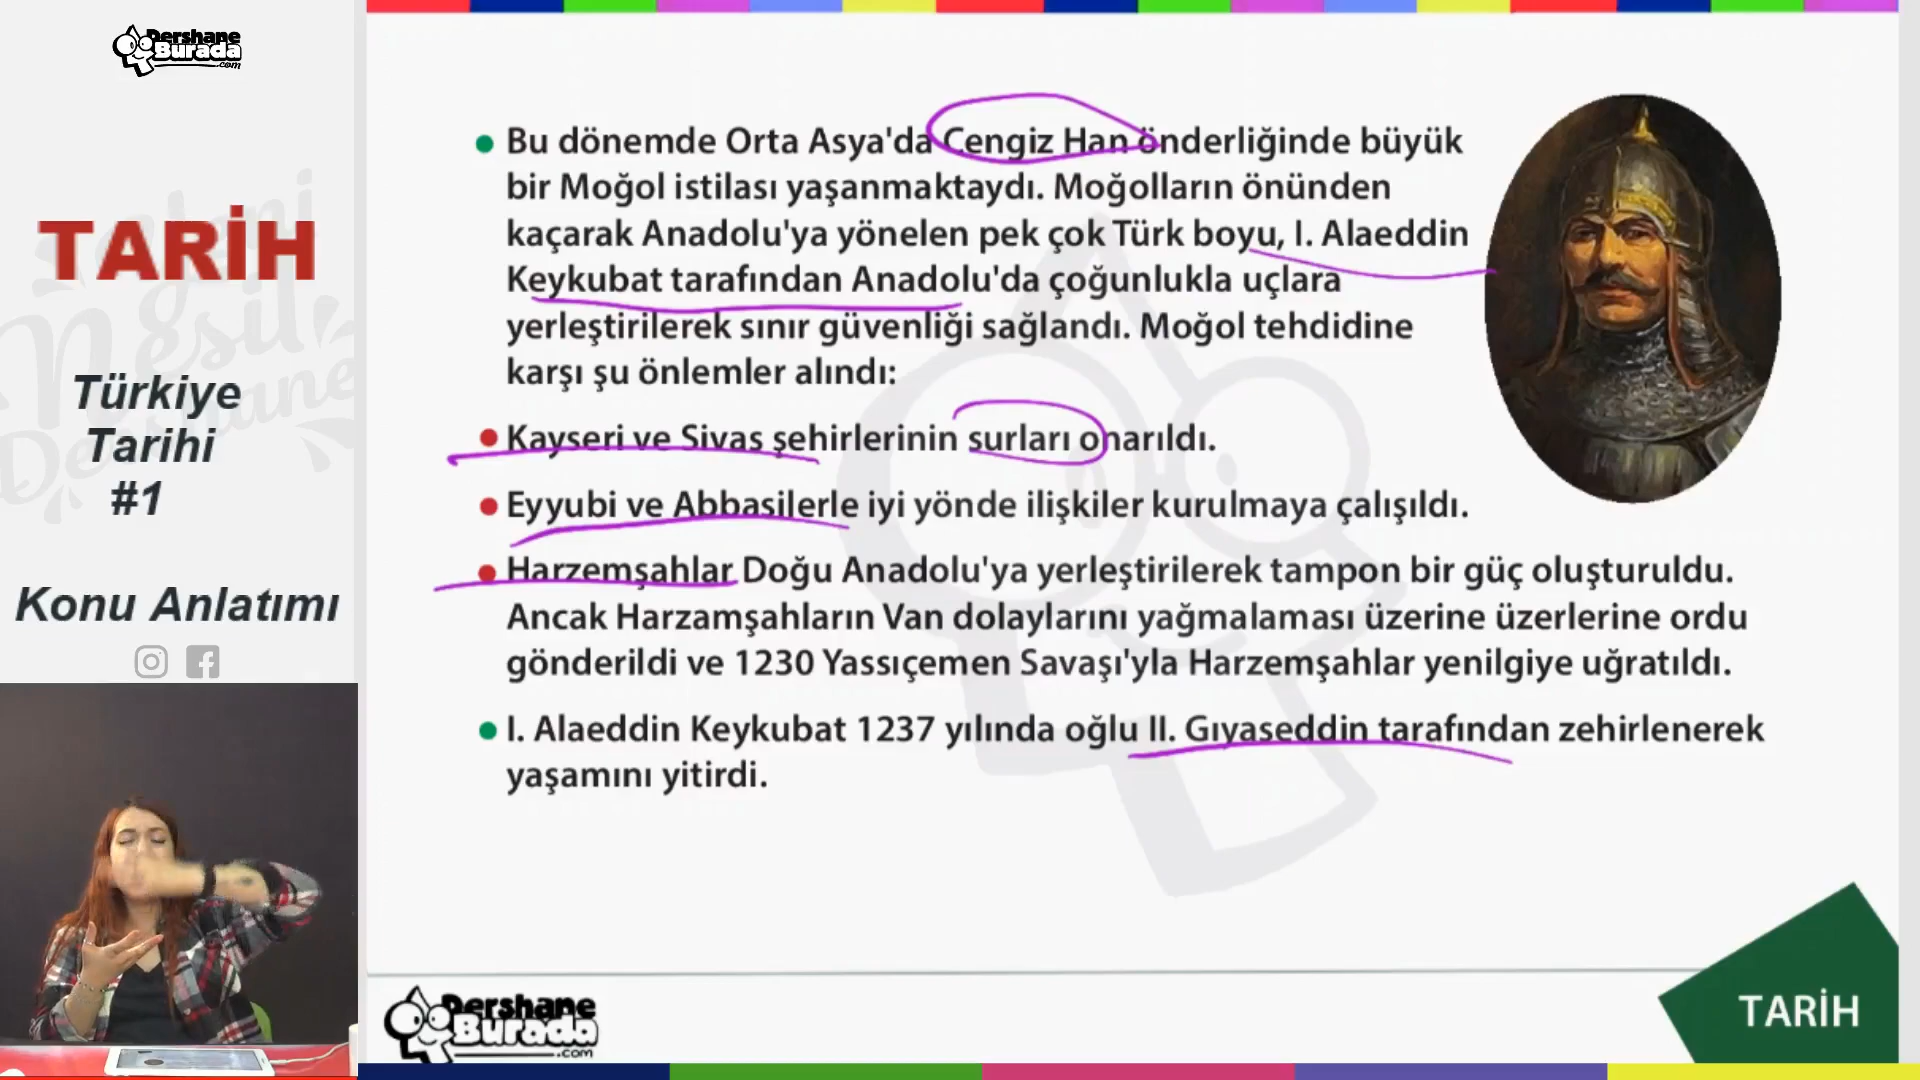 Dershane
Burada
.com
TARİH
Türkiye
Tarihi
#1
Konu Anlatımı
Bu dönemde Orta Asya'da Cengiz Han önderliğinde büyük
bir Moğol istilası yaşanmaktaydı. Moğolların önünden
kaçarak Anadolu'ya yönelen pek çok Türk boyu, I. Alaeddin
Keykubat tarafından Anadolu'da çoğunlukla uçlara
yerleştirilerek sınır güvenliği sağlandı. Moğol tehdidine
karşı şu önlemler alındı:
Kayseri ve Sivas şehirlerinin surları onarıldı.
Eyyubi ve Abbasilerle iyi yönde ilişkiler kurulmaya çalışıldı.
Harzemşahlar Doğu Anadolu'ya yerleştirilerek tampon bir güç oluşturuldu.
Ancak Harzamşahların Van dolaylarını yağmalaması üzerine üzerlerine ordu
gönderildi ve 1230 Yassıçemen Savaşı'yla Harzemşahlar yenilgiye uğratıldı.
I. Alaeddin Keykubat 1237 yılında oğlu II. Gıyaseddin tarafından zehirlenerek
yaşamını yitirdi.
Dershane
Burada
.com
TARİH